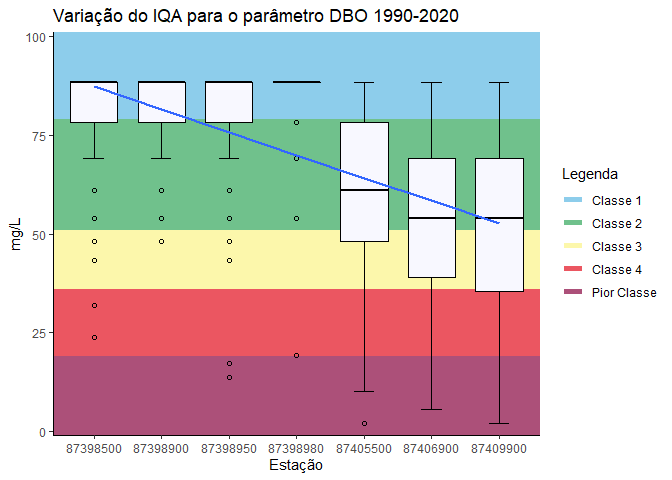 Variação do IQA para o parâmetro DBO 1990-2020
100
75
50
25
0
mg/L
87398500 87398900 87398950 87398980 87405500 87406900 87409900
Estação
Legenda
Classe 1
Classe 2
Classe 3
Classe 4
Pior Classe